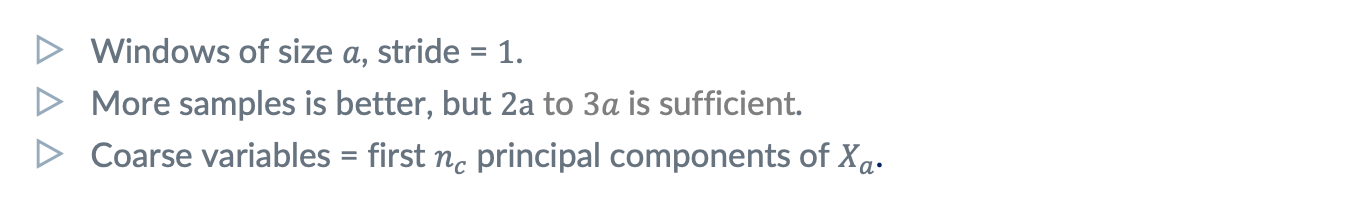 ▷ Windows of size a, stride = 1.
▷ More samples is better, but 2a to 3a is sufficient.
▷ Coarse variables = first n_c principal components of X_a.